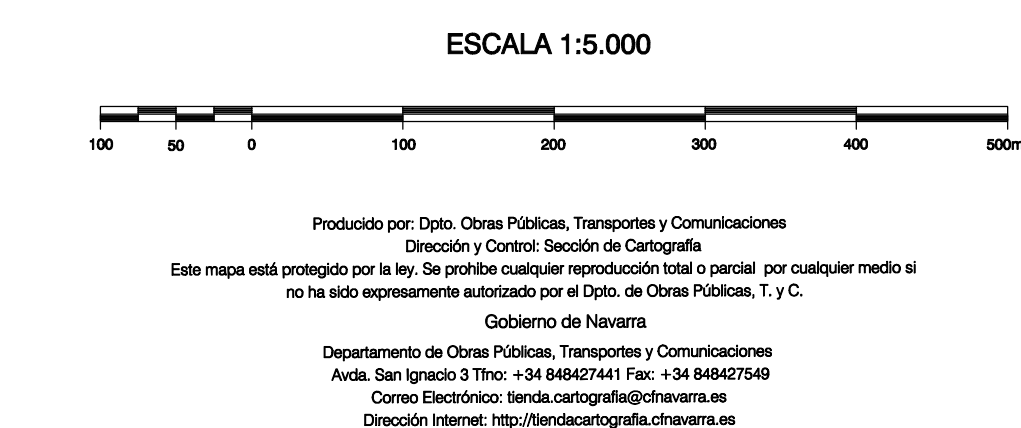 ESCALA 1:5.000
100 50 0 100 200 300 400 500m
Producido por: Dpto. Obras Públicas, Transportes y Comunicaciones
Dirección y Control: Sección de Cartografía
Este mapa está protegido por la ley. Se prohibe cualquier reproducción total o parcial por cualquier medio si
no ha sido expresamente autorizado por el Dpto. de Obras Públicas, T. y C.
Gobierno de Navarra
Departamento de Obras Públicas, Transportes y Comunicaciones
Avda. San Ignacio 3 Tfno: +34 848427441 Fax: +34 848427549
Correo Electrónico: tienda.cartografia@cfnavarra.es
Dirección Internet: http://tiendacartografia.cfnavarra.es